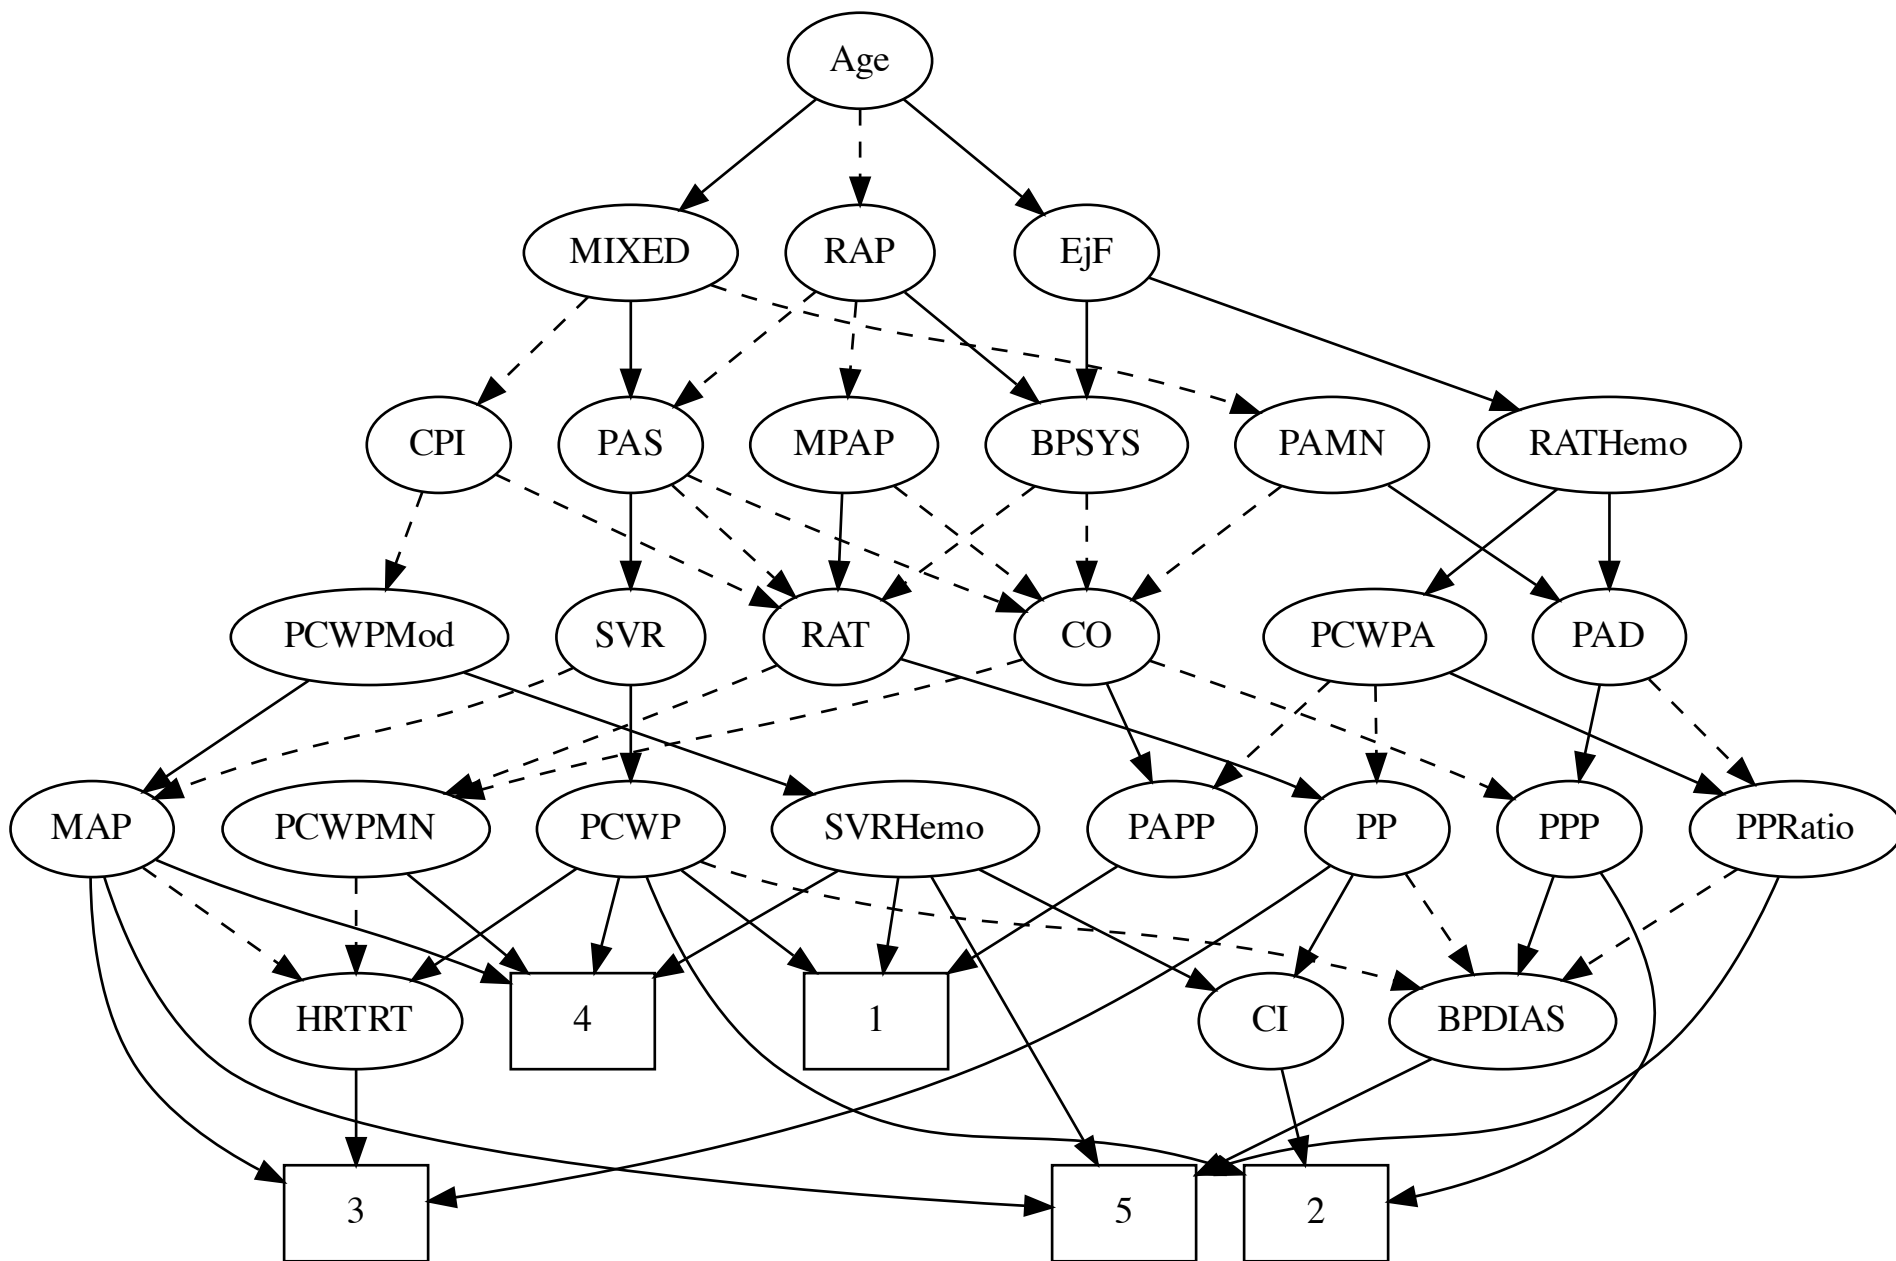 Age
MIXED
RAP
EjF
CPI
PAS
MPAP
BPSYS
PAMN
RATHemo
PCWPMod
SVR
RAT
CO
PCWPA
PAD
MAP
PCWPMN
PCWP
SVRHemo
PAPP
PP
PPP
PPRatio
HRTRT
4
1
CI
BPDIAS
3
5
2